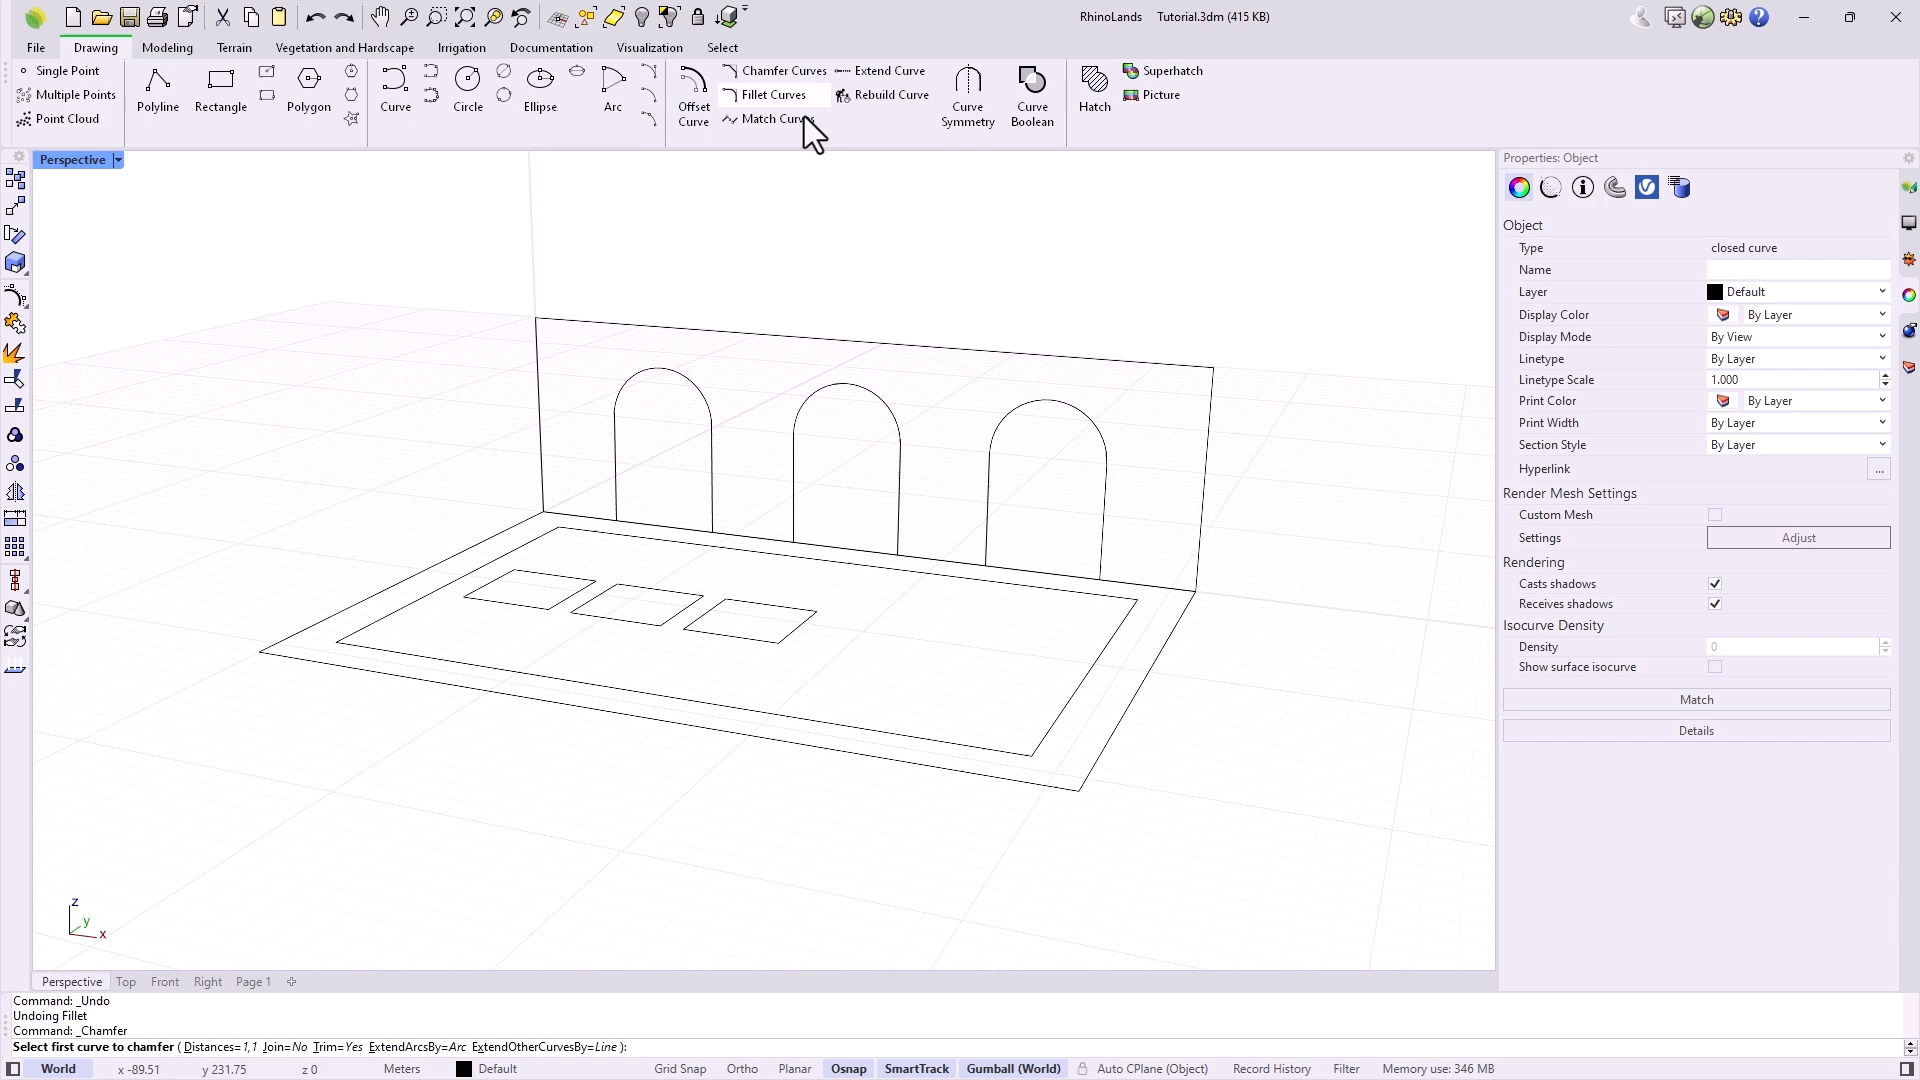 RhinoLands Tutorial.3dm (415 KB)
File Drawing Modeling Terrain Vegetation and Hardscape Irrigation Documentation Visualization Select
Single Point
Multiple Points
Point Cloud
Polyline
Rectangle
Polygon
Curve
Circle
Ellipse
Arc
Offset
Curve
Chamfer Curves
Fillet Curves
Match Curves
Extend Curve
Rebuild Curve
Curve
Symmetry
Curve
Boolean
Hatch
Superhatch
Picture
Perspective
z
y
x
Properties: Object
Object
Type closed curve
Name
Layer Default
Display Color By Layer
Display Mode By View
Linetype By Layer
Linetype Scale 1.000
Print Color By Layer
Print Width By Layer
Section Style By Layer
Hyperlink ...
Render Mesh Settings
Custom Mesh
Settings Adjust
Rendering
Casts shadows
Receives shadows
Isocurve Density
Density 0
Show surface isocurve
Match
Details
Perspective Top Front Right Page 1
Command: _Undo
Undoing Fillet
Command: _Chamfer
Select first curve to chamfer ( Distances=1,1 Join=No Trim=Yes ExtendArcsBy=Arc ExtendOtherCurvesBy=Line ):
World x -89.51 y 231.75 z 0 Meters Default Grid Snap Ortho Planar Osnap SmartTrack Gumball (World) Auto CPlane (Object) Record History Filter Memory use: 346 MB